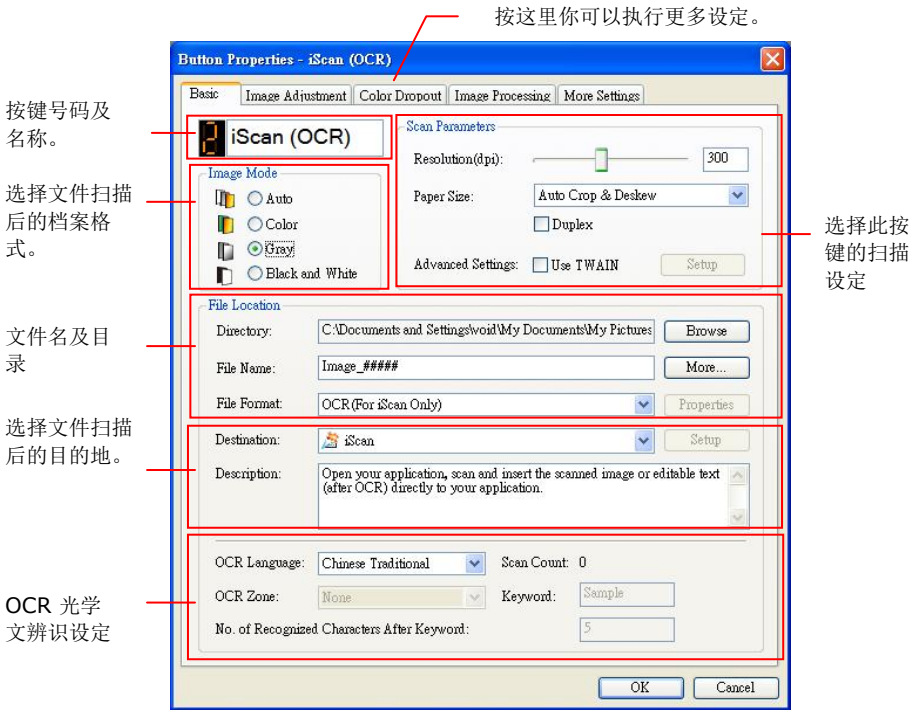 按这里你可以执行更多设定。
Button Properties - iScan (OCR)
Basic Image Adjustment Color Dropout Image Processing More Settings
按键号码及
名称。
2 iScan (OCR)
Scan Parameters
Resolution(dpi): 300
Paper Size: Auto Crop & Deskew
Duplex
Advanced Settings: Use TWAIN Setup
选择此按
键的扫描
设定
选择文件扫描
后的档案格
式。
Image Mode
Auto
Color
Gray
Black and White
文件名及目
录
File Location
Directory: C:\Documents and Settings\void\My Documents\My Pictures Browse
File Name: Image_##### More...
File Format: OCR(For iScan Only) Properties
选择文件扫描
后的目的地。
Destination: iScan Setup
Description: Open your application, scan and insert the scanned image or editable text
(after OCR) directly to your application.
OCR 光学
文辨识设定
OCR Language: Chinese Traditional Scan Count: 0
OCR Zone: None Keyword: Sample
No. of Recognized Characters After Keyword: 5
OK Cancel